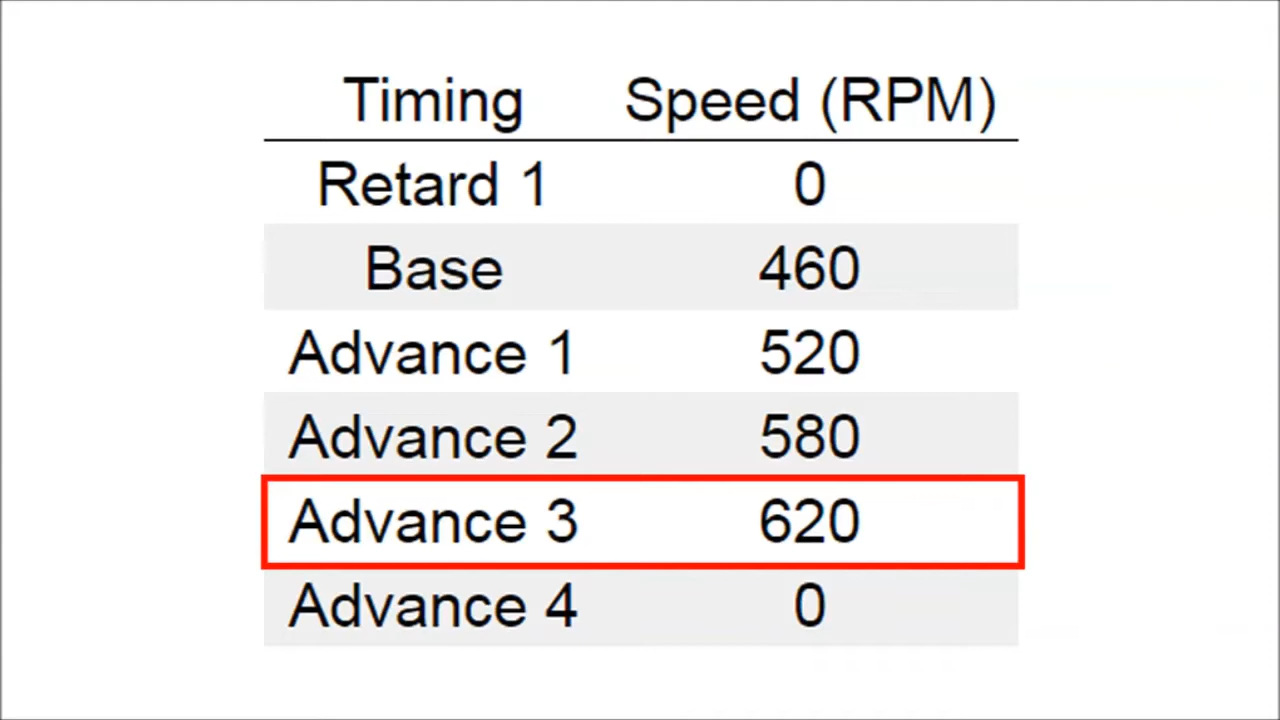 Timing Speed (RPM)
Retard 1 0
Base 460
Advance 1 520
Advance 2 580
Advance 3 620
Advance 4 0